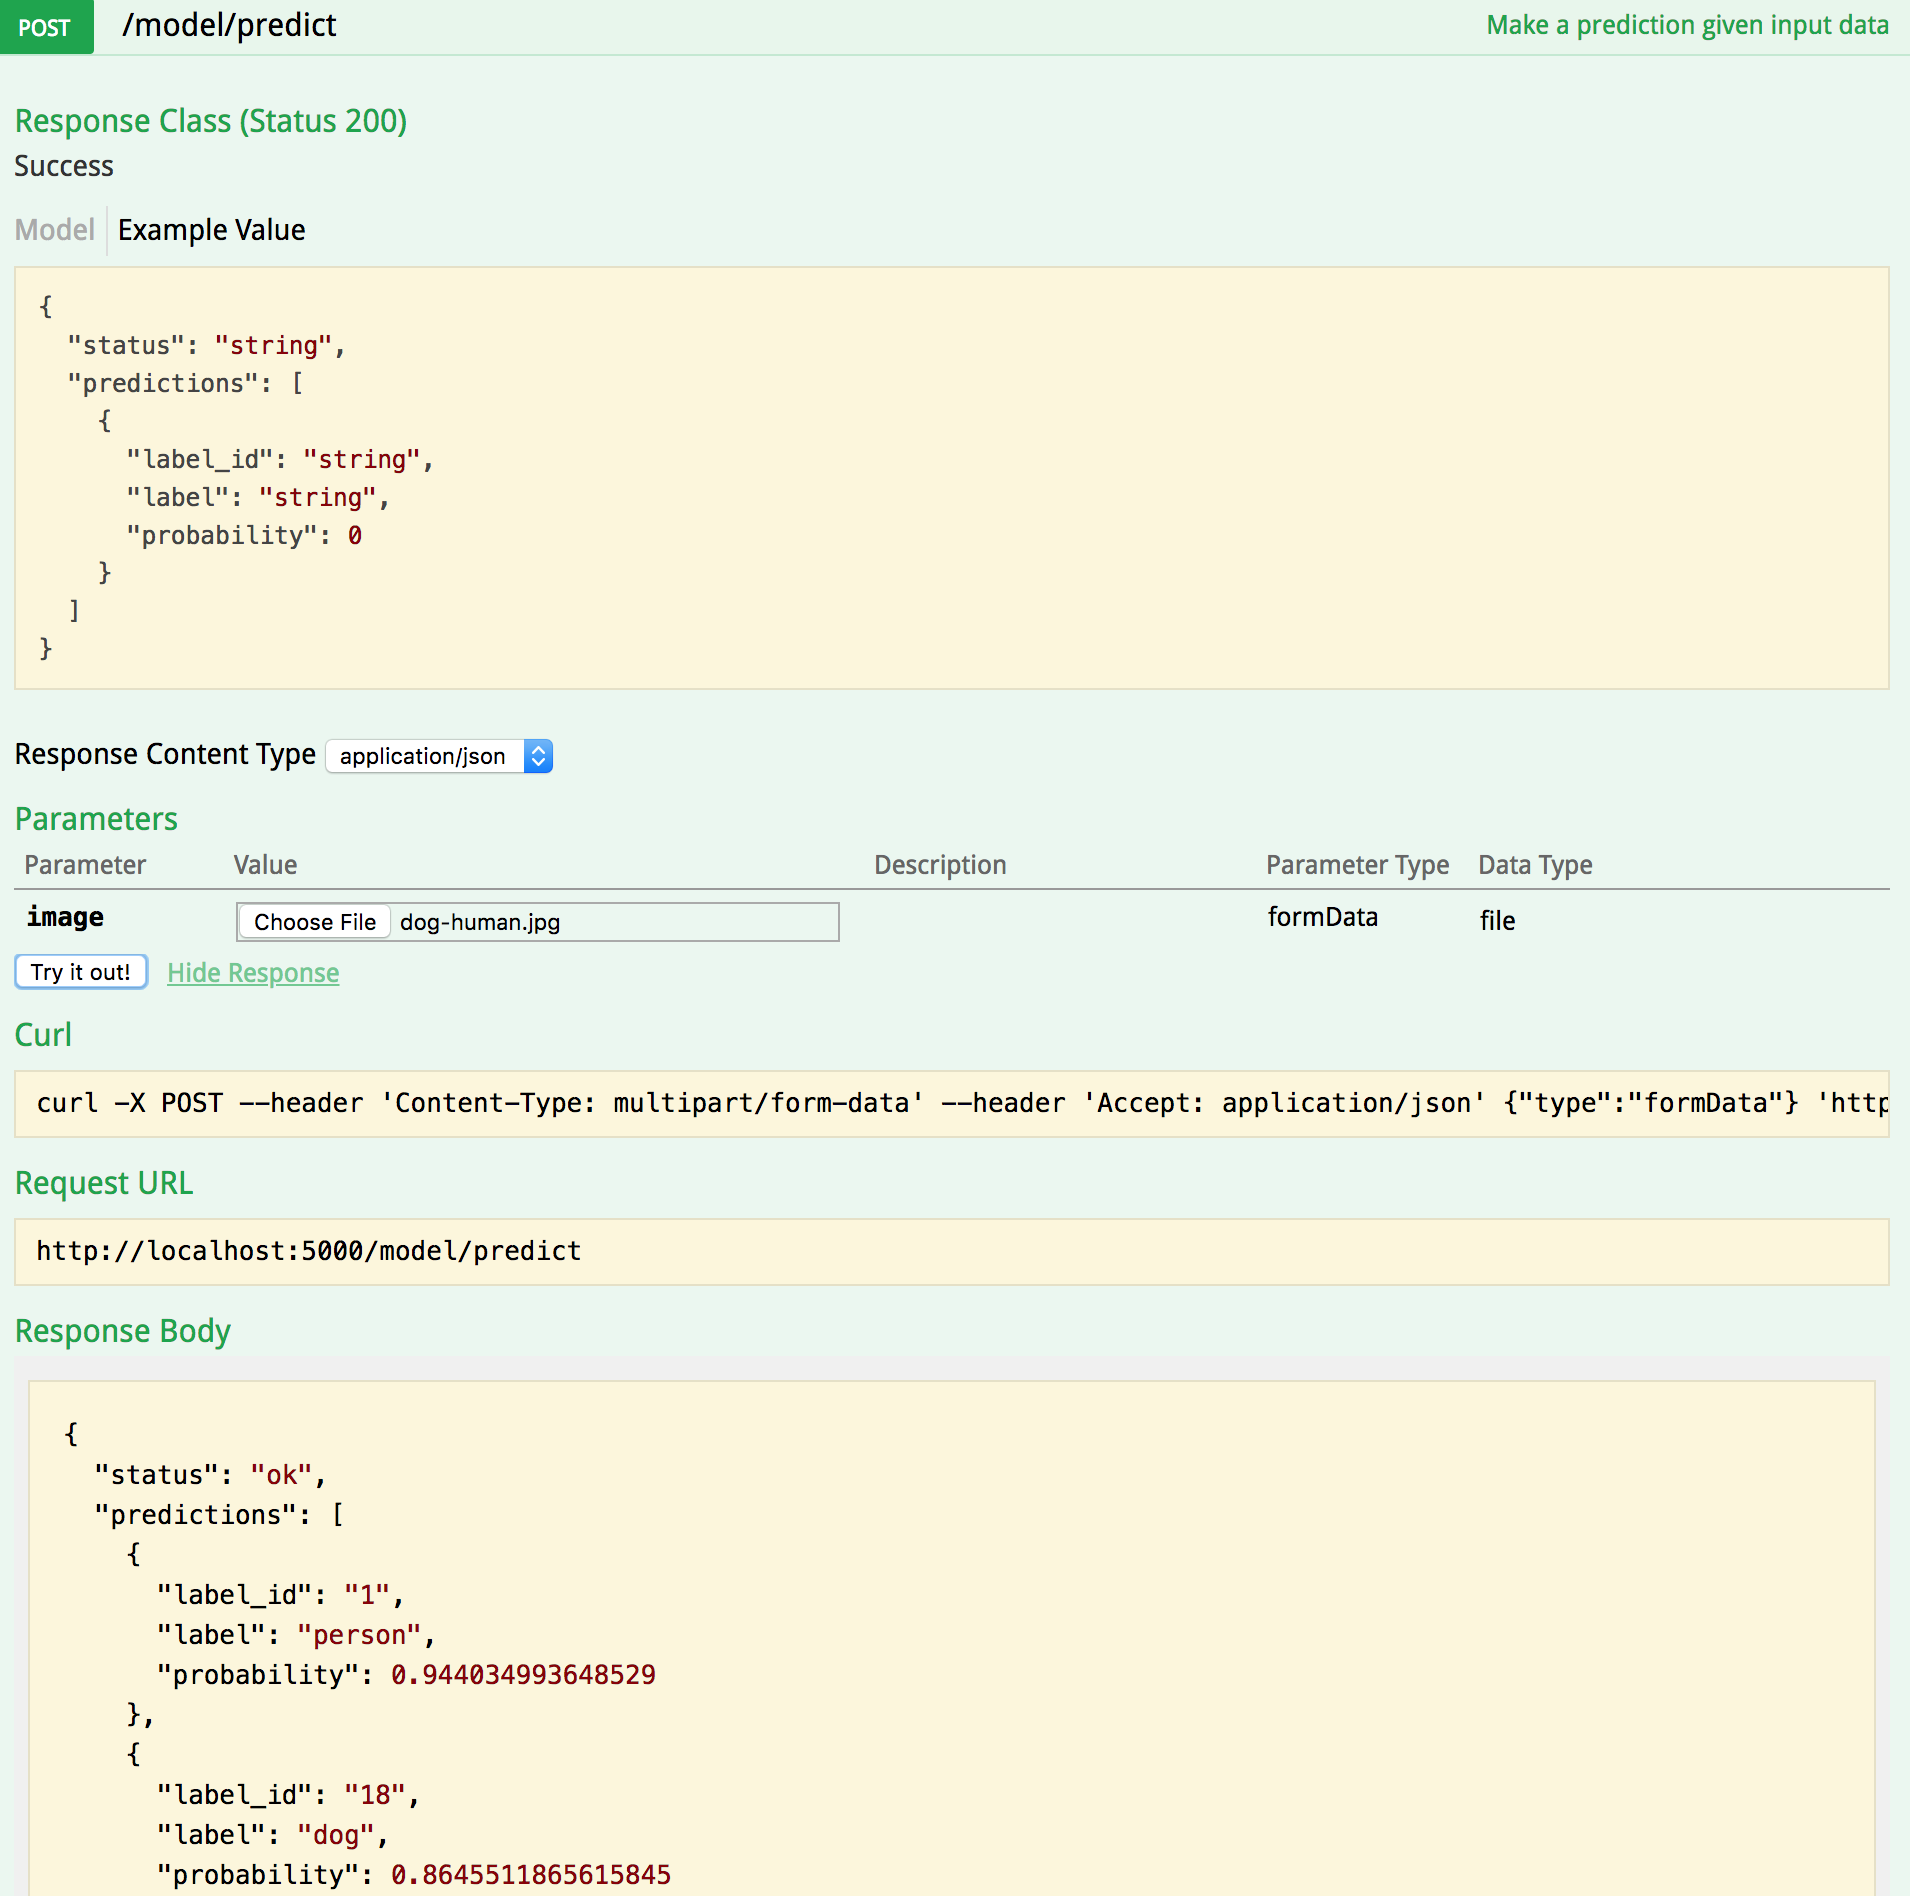 POST /model/predict Make a prediction given input data
Response Class (Status 200)
Success
Model Example Value
{
  "status": "string",
  "predictions": [
    {
      "label_id": "string",
      "label": "string",
      "probability": 0
    }
  ]
}
Response Content Type application/json
Parameters
Parameter Value Description Parameter Type Data Type
image Choose File dog-human.jpg formData file
Try it out! Hide Response
Curl
curl -X POST --header 'Content-Type: multipart/form-data' --header 'Accept: application/json' {"type":"formData"} 'http
Request URL
http://localhost:5000/model/predict
Response Body
{
  "status": "ok",
  "predictions": [
    {
      "label_id": "1",
      "label": "person",
      "probability": 0.944034993648529
    },
    {
      "label_id": "18",
      "label": "dog",
      "probability": 0.8645511865615845